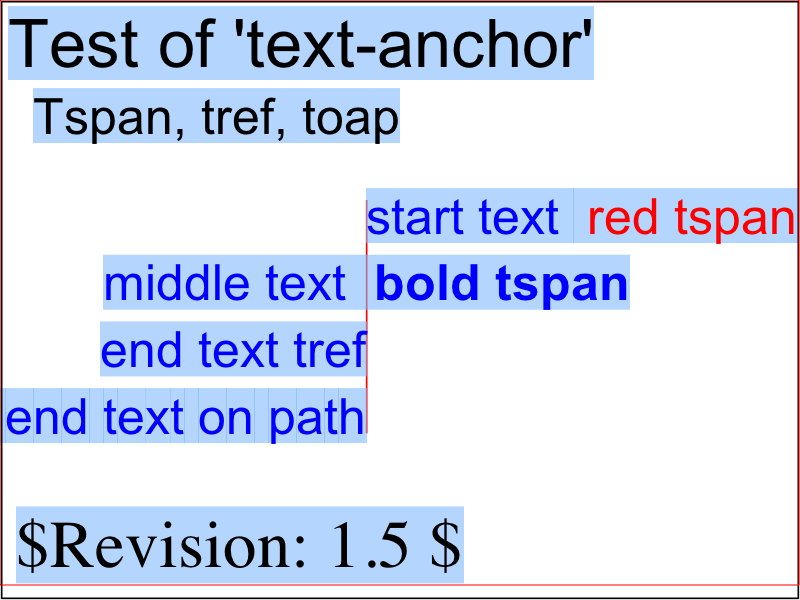 Test of 'text-anchor'
Tspan, tref, toap
start text red tspan
middle text bold tspan
end text tref
end text on path
$Revision: 1.5 $